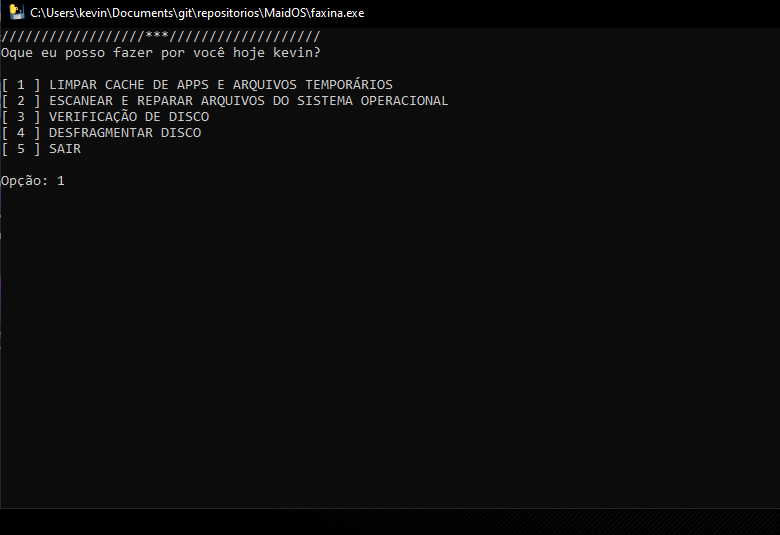 C:\Users\kevin\Documents\git\repositorios\MaidOS\faxina.exe
//////////////////***///////////////////
Oque eu posso fazer por você hoje kevin?
[ 1 ] LIMPAR CACHE DE APPS E ARQUIVOS TEMPORÁRIOS
[ 2 ] ESCANEAR E REPARAR ARQUIVOS DO SISTEMA OPERACIONAL
[ 3 ] VERIFICAÇÃO DE DISCO
[ 4 ] DESFRAGMENTAR DISCO
[ 5 ] SAIR
Opção: 1